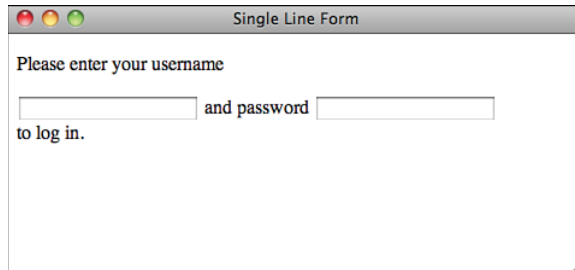 Single Line Form
Please enter your username
and password
to log in.